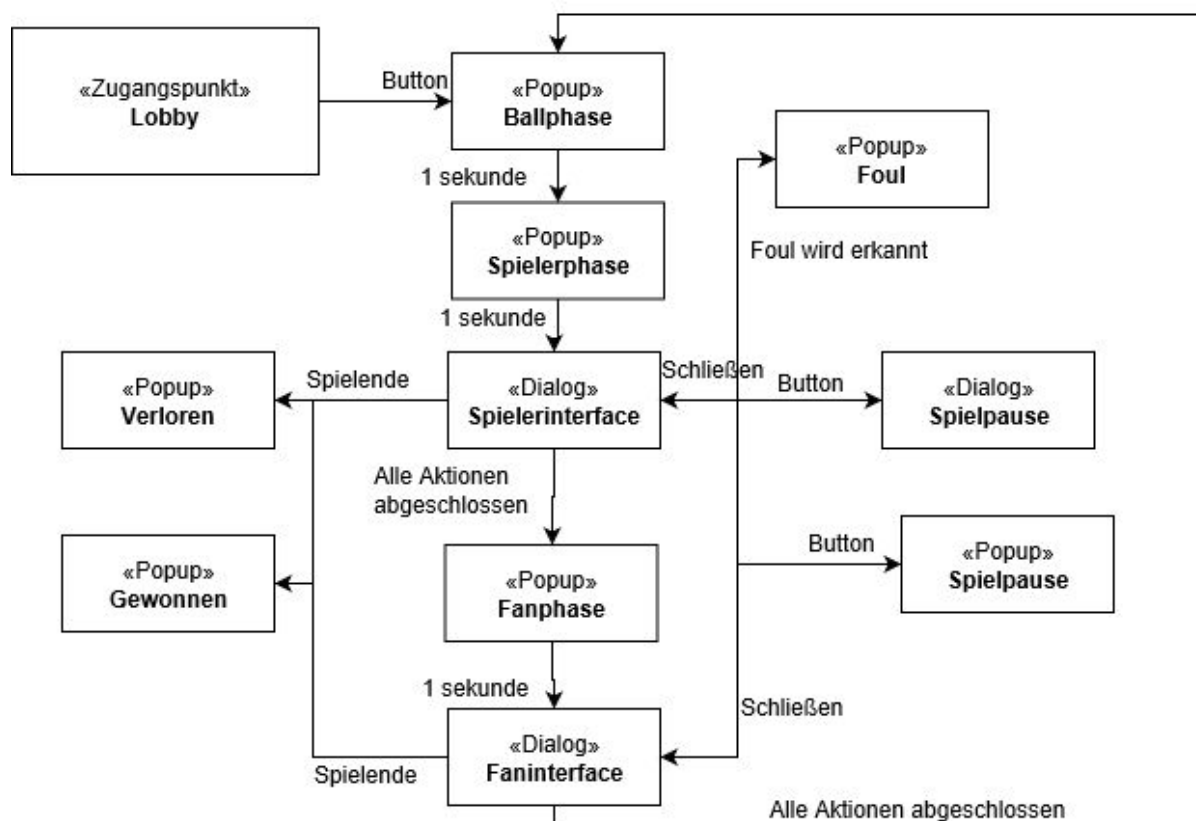 «Zugangspunkt»
Lobby
Button
«Popup»
Ballphase
1 sekunde
«Popup»
Foul
«Popup»
Spielerphase
Foul wird erkannt
1 sekunde
«Popup»
Verloren
Spielende
«Dialog»
Spielerinterface
Schließen
Button
«Dialog»
Spielpause
Alle Aktionen
abgeschlossen
«Popup»
Gewonnen
«Popup»
Fanphase
Button
«Popup»
Spielpause
1 sekunde
Schließen
Spielende
«Dialog»
Faninterface
Alle Aktionen abgeschlossen